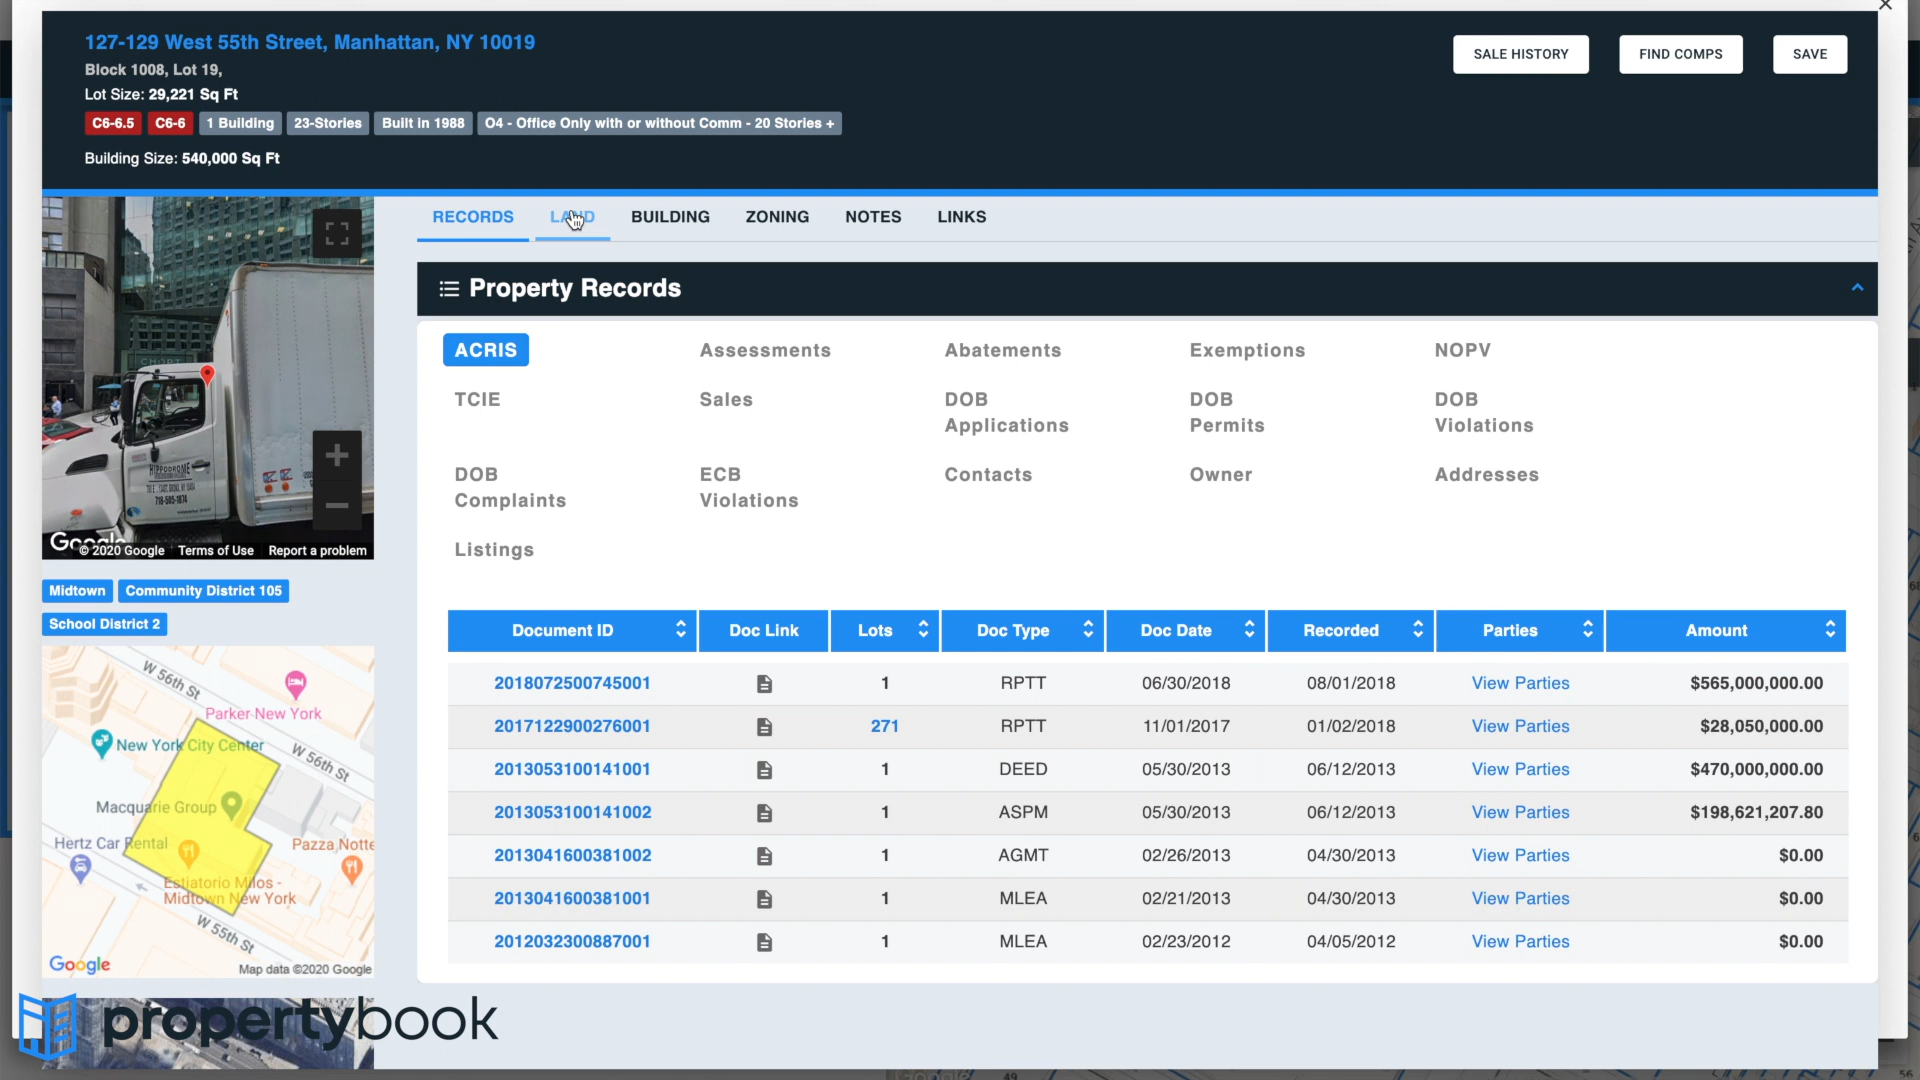 127-129 West 55th Street, Manhattan, NY 10019
Block 1008, Lot 19,
Lot Size: 29,221 Sq Ft
C6-6.5 C6-6 1 Building 23-Stories Built in 1988 O4 - Office Only with or without Comm - 20 Stories +
Building Size: 540,000 Sq Ft
SALE HISTORY FIND COMPS SAVE
RECORDS LAND BUILDING ZONING NOTES LINKS
Property Records
ACRIS Assessments Abatements Exemptions NOPV
TCIE Sales DOB Applications DOB Permits DOB Violations
DOB Complaints ECB Violations Contacts Owner Addresses
Listings
Document ID Doc Link Lots Doc Type Doc Date Recorded Parties Amount
2018072500745001 1 RPTT 06/30/2018 08/01/2018 View Parties $565,000,000.00
2017122900276001 271 RPTT 11/01/2017 01/02/2018 View Parties $28,050,000.00
2013053100141001 1 DEED 05/30/2013 06/12/2013 View Parties $470,000,000.00
2013053100141002 1 ASPM 05/30/2013 06/12/2013 View Parties $198,621,207.80
2013041600381002 1 AGMT 02/26/2013 04/30/2013 View Parties $0.00
2013041600381001 1 MLEA 02/21/2013 04/30/2013 View Parties $0.00
2012032300887001 1 MLEA 02/23/2012 04/05/2012 View Parties $0.00
HIPPODROME
718-585-1874
Google
© 2020 Google Terms of Use Report a problem
Midtown Community District 105
School District 2
W 56th St
Parker New York
New York City Center
W 56th St
Macquarie Group
Hertz Car Rental
Pazza Notte
Estiatorio Milos -
Midtown New York
W 55th St
Google
Map data ©2020 Google
propertybook
49
56